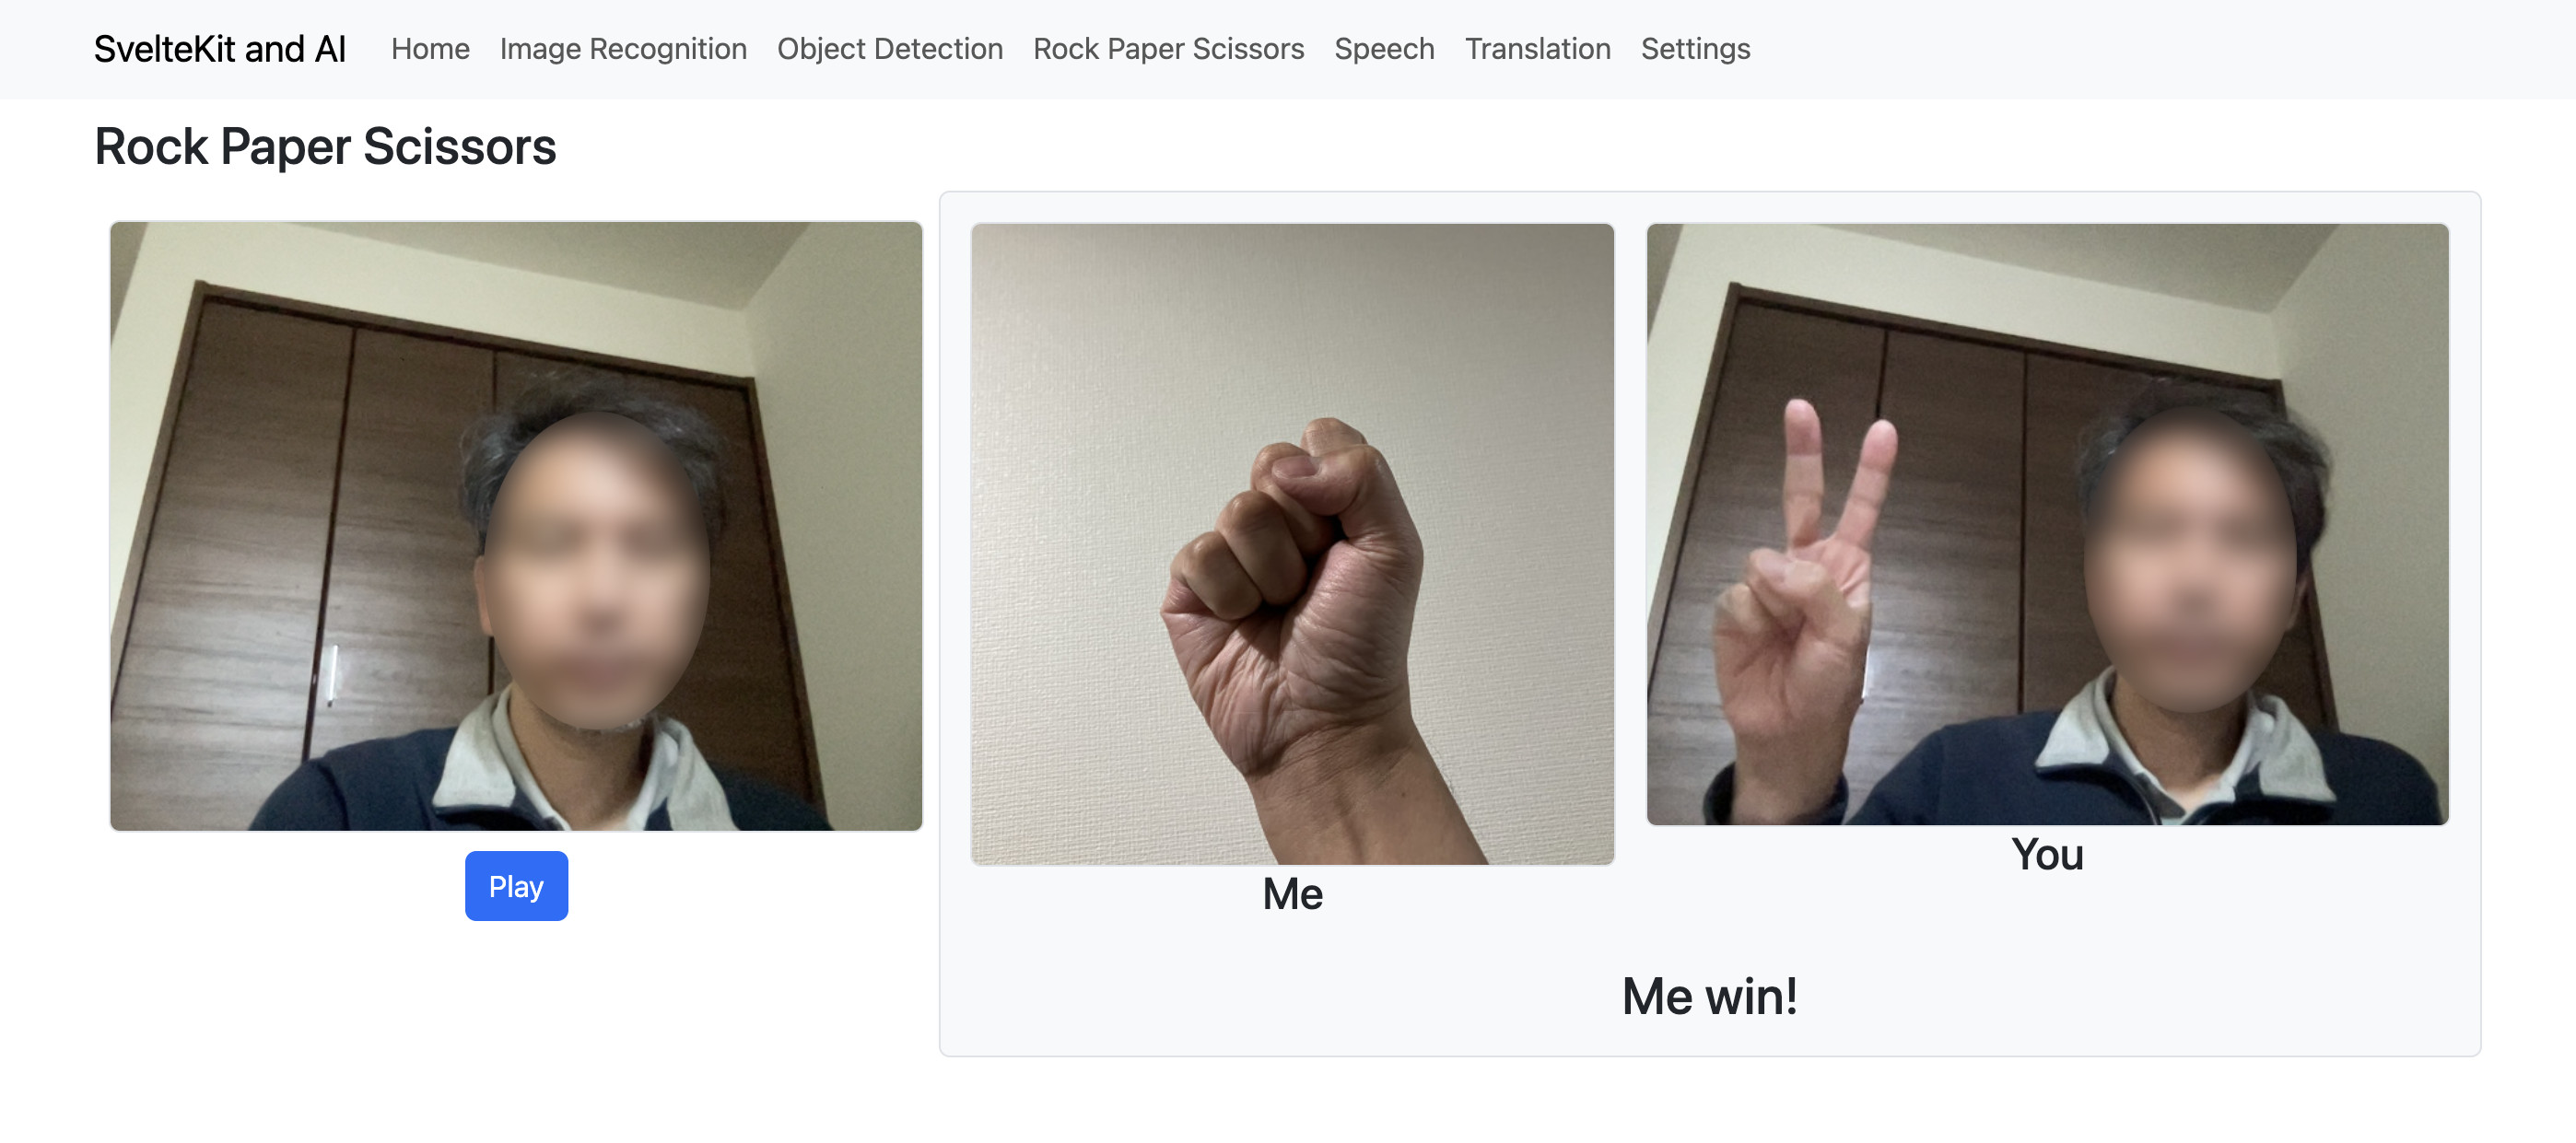 SvelteKit and AI Home Image Recognition Object Detection Rock Paper Scissors Speech Translation Settings
Rock Paper Scissors
Play
Me
You
Me win!